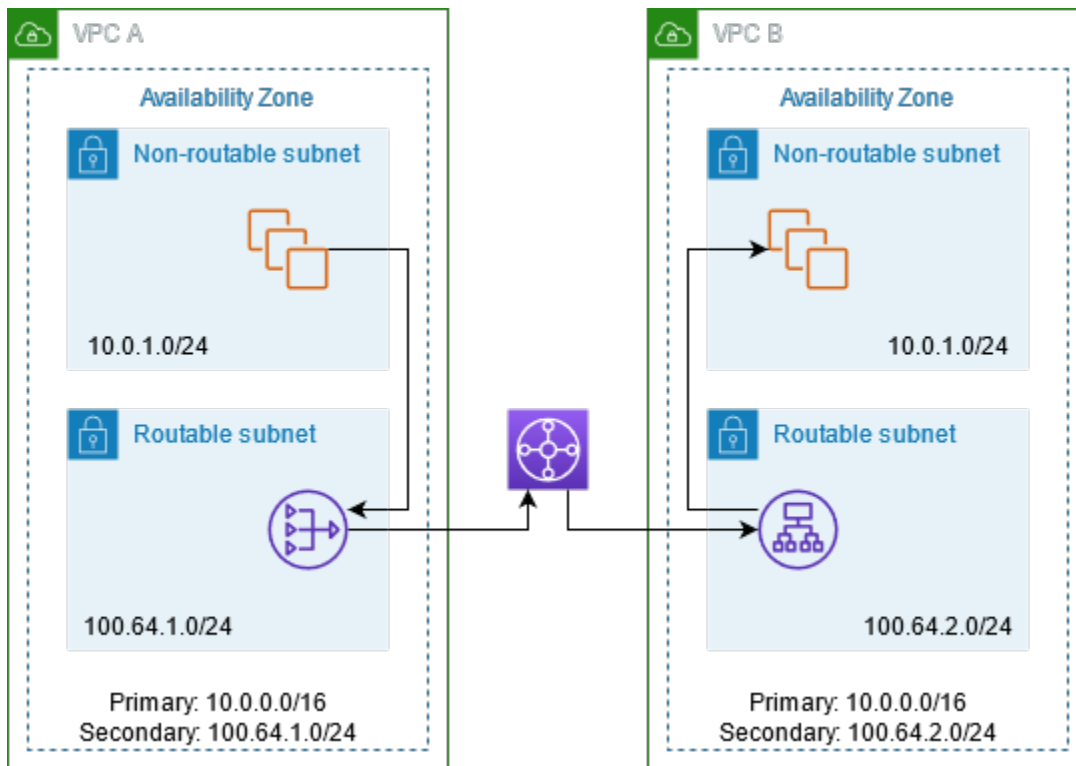 VPC A
Availability Zone
Non-routable subnet
10.0.1.0/24
Routable subnet
100.64.1.0/24
Primary: 10.0.0.0/16
Secondary: 100.64.1.0/24
VPC B
Availability Zone
Non-routable subnet
10.0.1.0/24
Routable subnet
100.64.2.0/24
Primary: 10.0.0.0/16
Secondary: 100.64.2.0/24